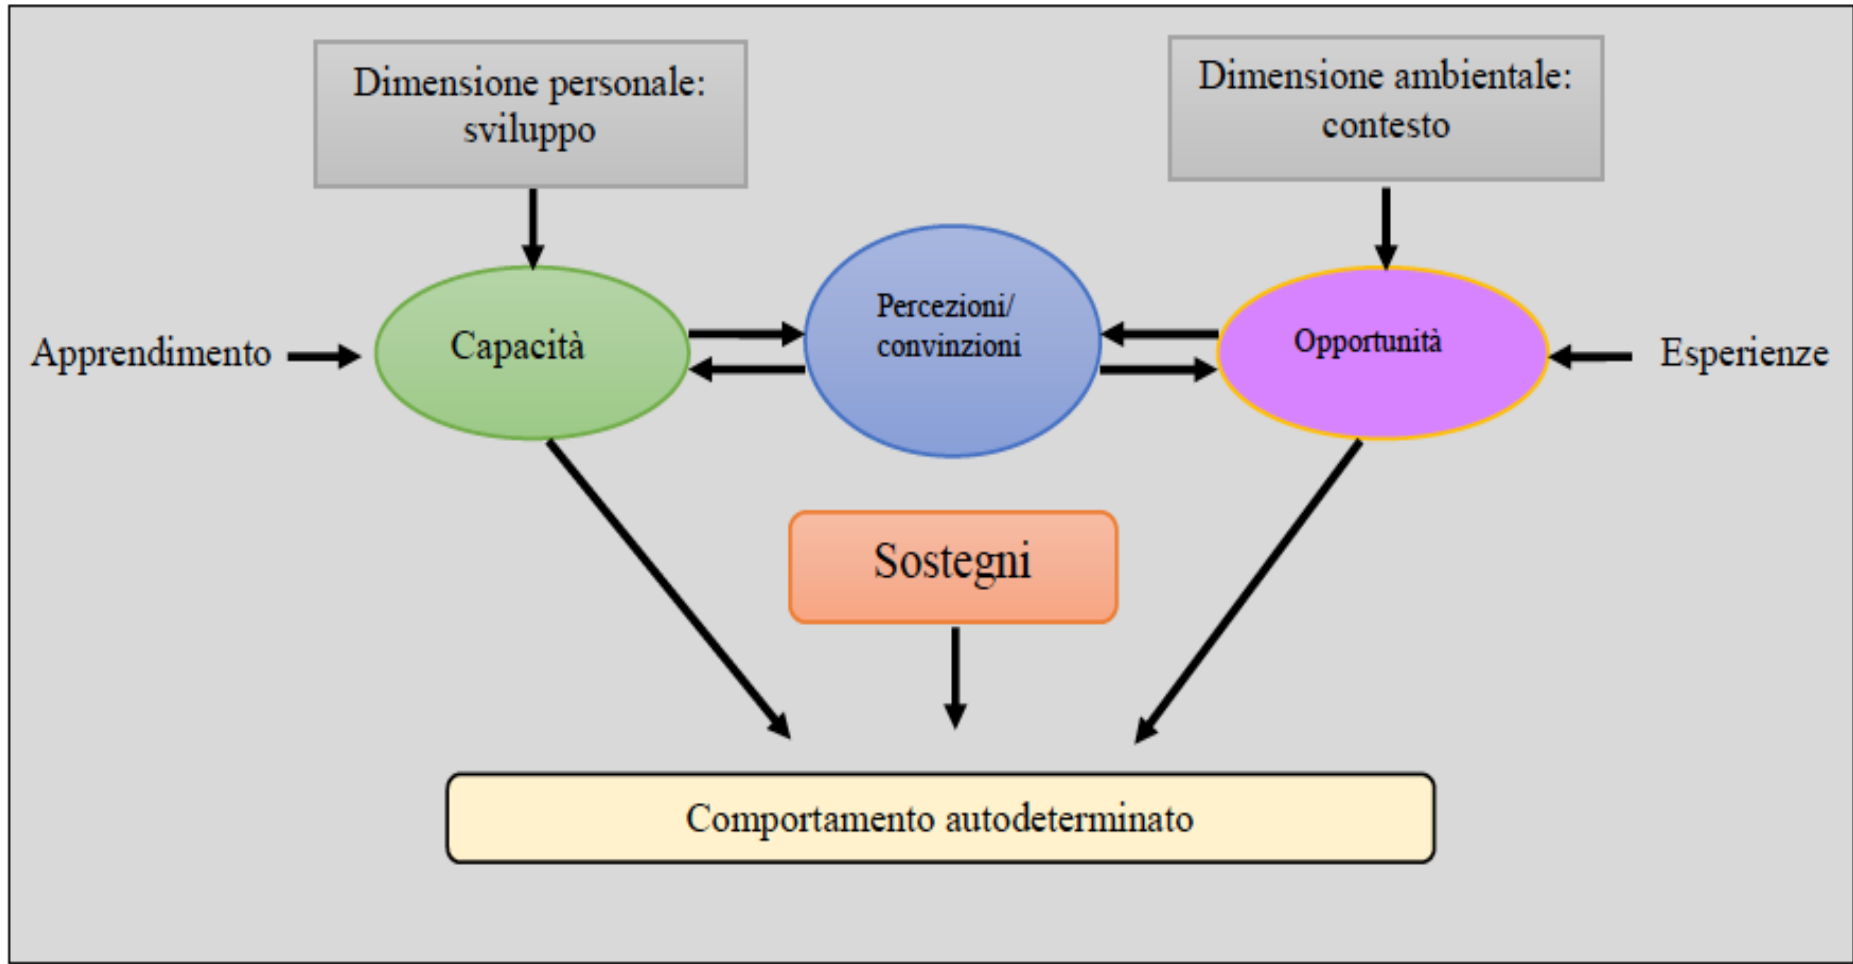 Dimensione personale:
sviluppo
Dimensione ambientale:
contesto
Apprendimento
Capacità
Percezioni/
convinzioni
Opportunità
Esperienze
Sostegni
Comportamento autodeterminato